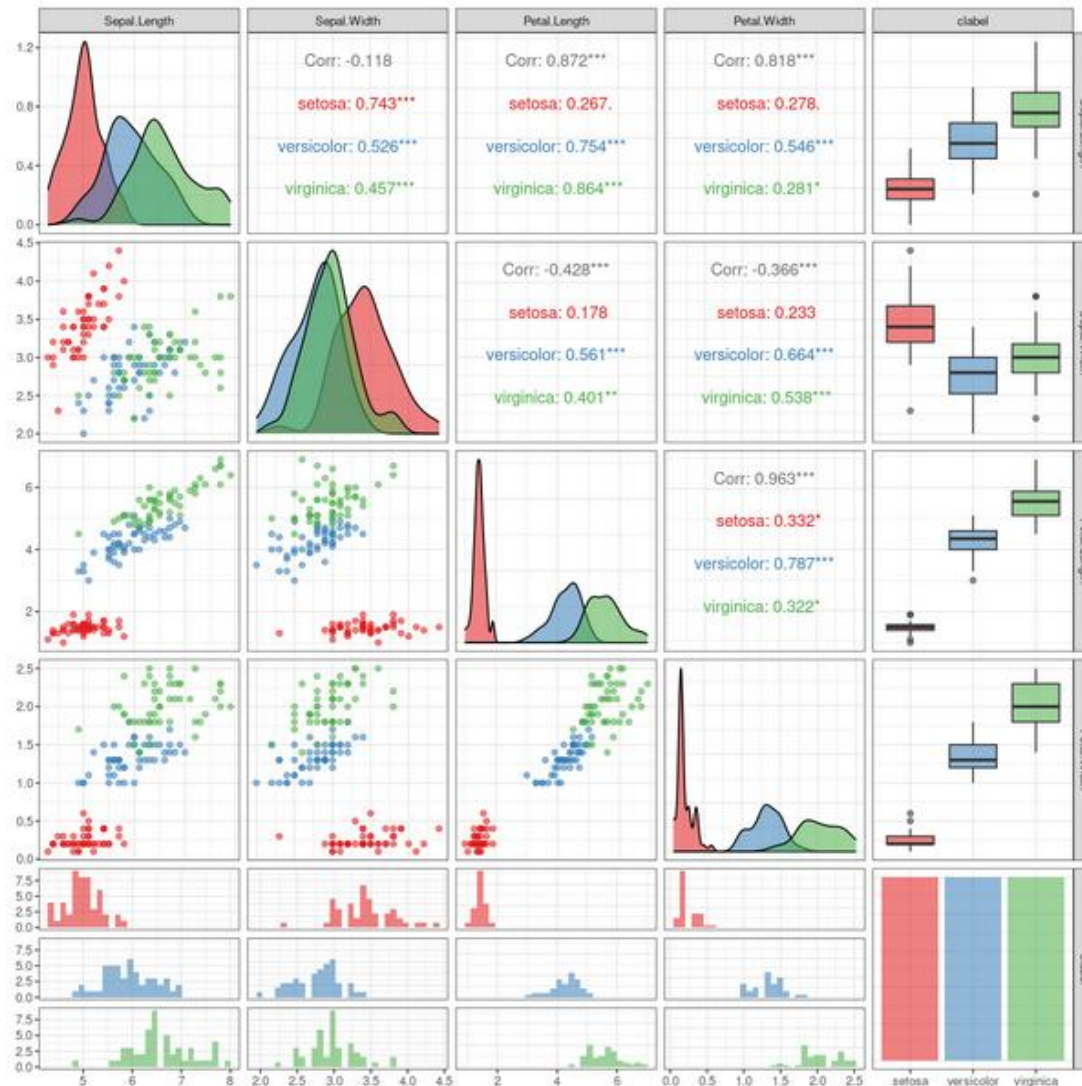 Sepal.Length Sepal.Width Petal.Length Petal.Width clabel
1.2
0.8
0.4
0.0
Corr: -0.118
setosa: 0.743***
versicolor: 0.526***
virginica: 0.457***
Corr: 0.872***
setosa: 0.267.
versicolor: 0.754***
virginica: 0.864***
Corr: 0.818***
setosa: 0.278.
versicolor: 0.546***
virginica: 0.281*
4.5
4.0
3.5
3.0
2.5
2.0
Corr: -0.428***
setosa: 0.178
versicolor: 0.561***
virginica: 0.401**
Corr: -0.366***
setosa: 0.233
versicolor: 0.664***
virginica: 0.538***
6
4
2
Corr: 0.963***
setosa: 0.332*
versicolor: 0.787***
virginica: 0.322*
2.5
2.0
1.5
1.0
0.5
0.0
7.5
5.0
2.5
0.0
7.5
5.0
2.5
0.0
7.5
5.0
2.5
0.0
5 6 7 8 2.0 2.5 3.0 3.5 4.0 4.5 2 4 6 0.0 0.5 1.0 1.5 2.0 2.5 setosa versicolor virginica